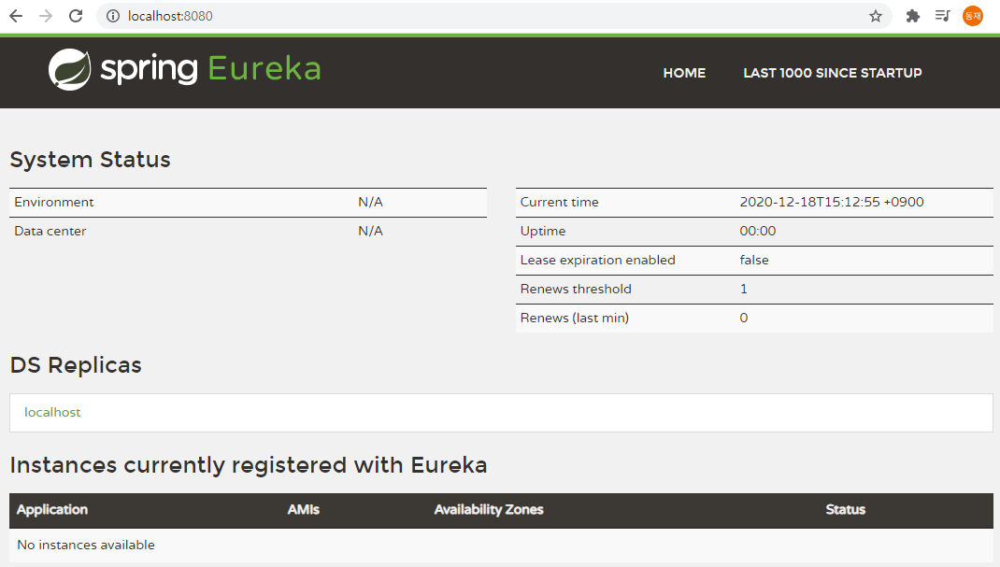 localhost:8080
동재
spring Eureka
HOME LAST 1000 SINCE STARTUP
System Status
Environment N/A
Data center N/A
Current time 2020-12-18T15:12:55 +0900
Uptime 00:00
Lease expiration enabled false
Renews threshold 1
Renews (last min) 0
DS Replicas
localhost
Instances currently registered with Eureka
Application AMIs Availability Zones Status
No instances available